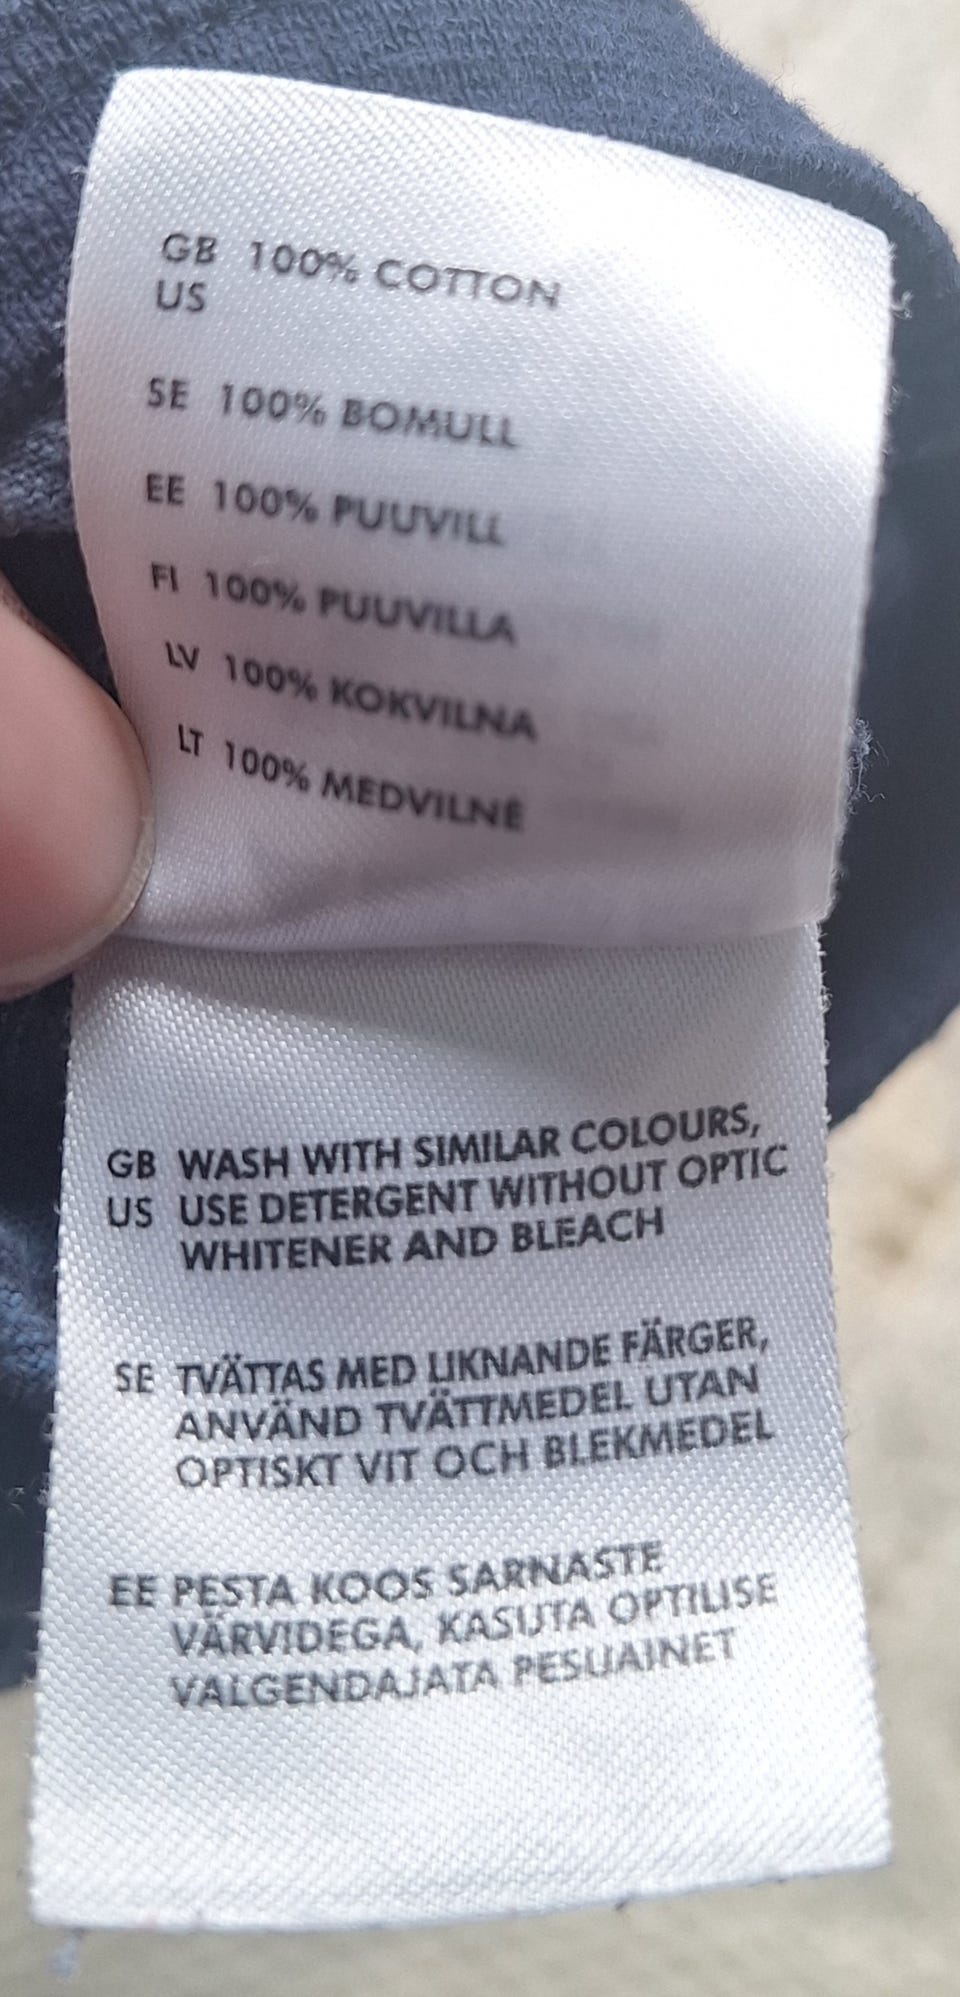 GB 100% COTTON
US
SE 100% BOMULL
EE 100% PUUVILL
FI 100% PUUVILLA
LV 100% KOKVILNA
LT 100% MEDVILNĖ
GB WASH WITH SIMILAR COLOURS,
US USE DETERGENT WITHOUT OPTIC
WHITENER AND BLEACH
SE TVÄTTAS MED LIKNANDE FÄRGER,
ANVÄND TVÄTTMEDEL UTAN
OPTISKT VIT OCH BLEKMEDEL
EE PESTA KOOS SARNASTE
VÄRVIDEGA, KASUTA OPTILISE
VALGENDAJATA PESUAINET